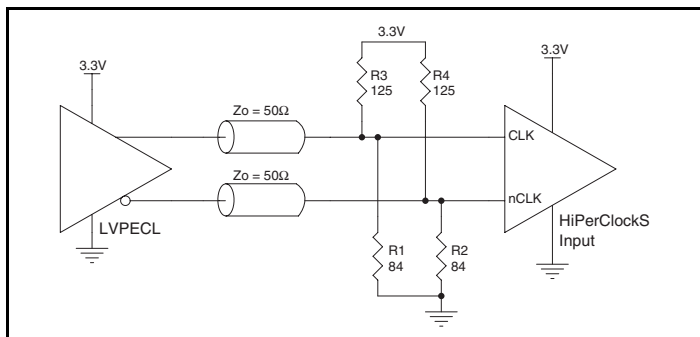 3.3V
3.3V
3.3V
R3
125
R4
125
Zo = 50Ω
CLK
Zo = 50Ω
nCLK
LVPECL
HiPerClockS
Input
R1
84
R2
84